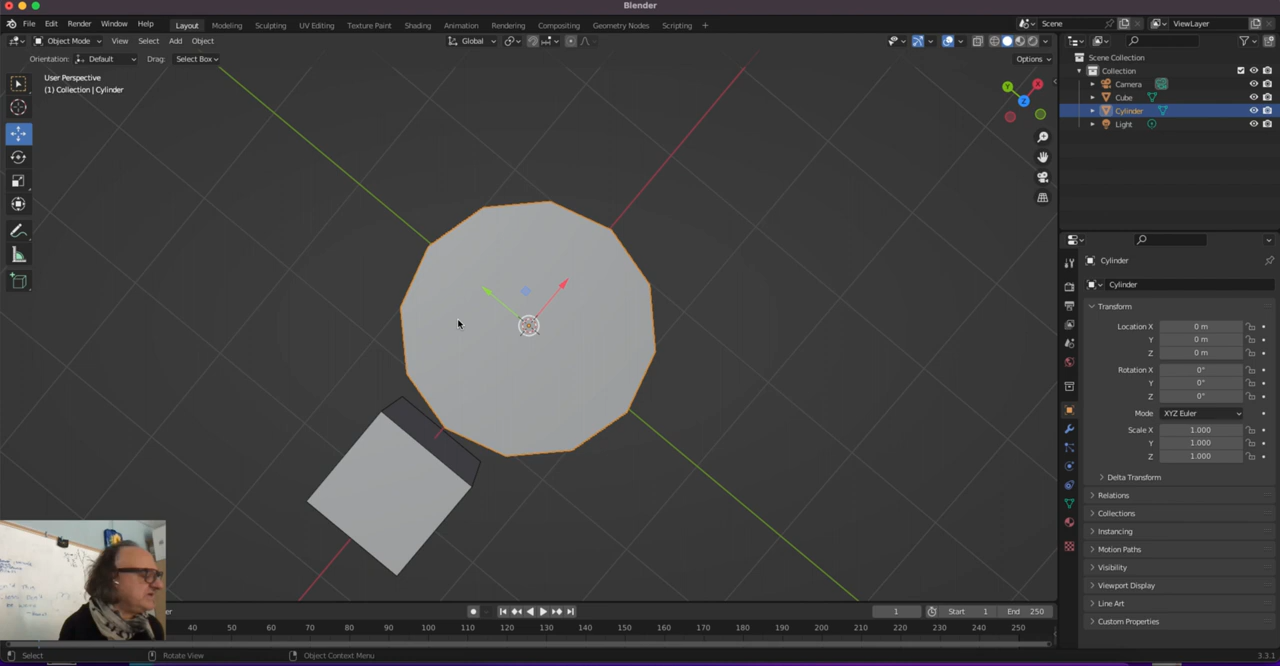 Blender
File Edit Render Window Help Layout Modeling Sculpting UV Editing Texture Paint Shading Animation Rendering Compositing Geometry Nodes Scripting + Scene ViewLayer
Object Mode View Select Add Object Global
Orientation: Default Drag: Select Box Options
User Perspective
(1) Collection | Cylinder
X
Y
Z
Scene Collection
Collection
Camera
Cube
Cylinder
Light
Cylinder
Cylinder
Transform
Location X 0 m
Y 0 m
Z 0 m
Rotation X 0°
Y 0°
Z 0°
Mode XYZ Euler
Scale X 1.000
Y 1.000
Z 1.000
Delta Transform
Relations
Collections
Instancing
Motion Paths
Visibility
Viewport Display
Line Art
Custom Properties
1 Start 1 End 250
40 50 60 70 80 90 100 110 120 130 140 150 160 170 180 190 200 210 220 230 240 250
Select Rotate View Object Context Menu 3.3.1